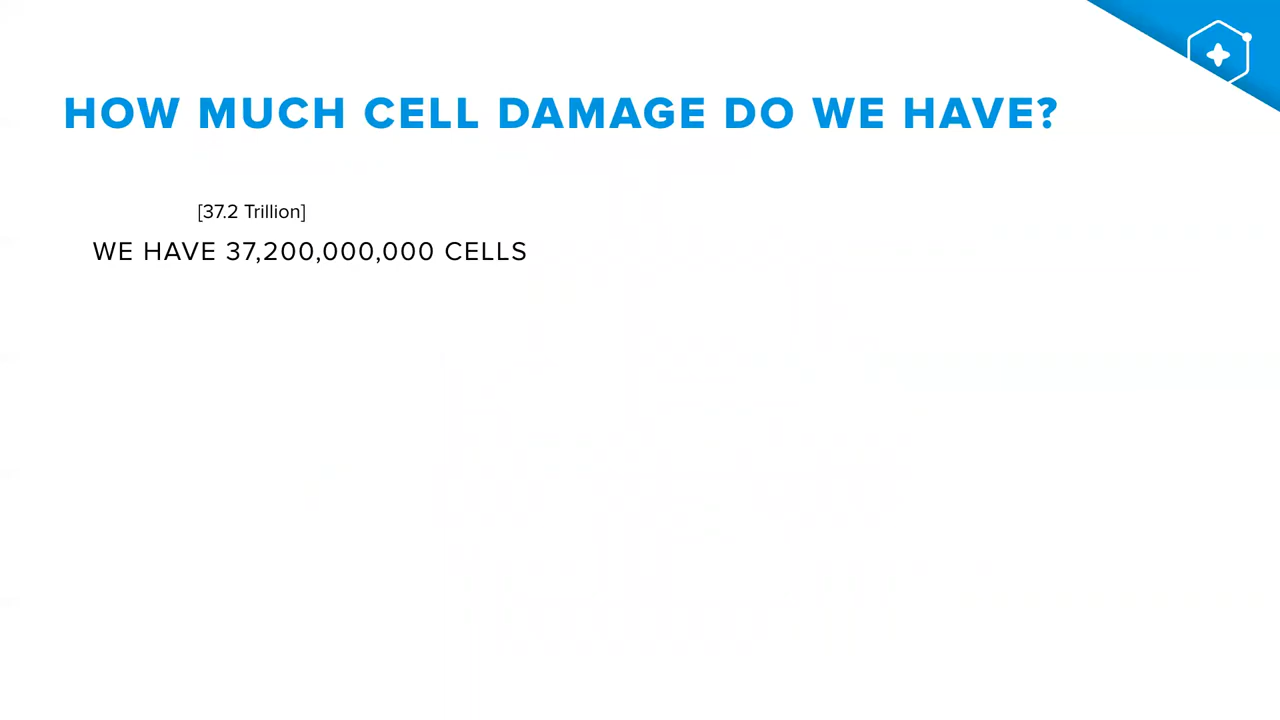 HOW MUCH CELL DAMAGE DO WE HAVE?
[37.2 Trillion]
WE HAVE 37,200,000,000 CELLS